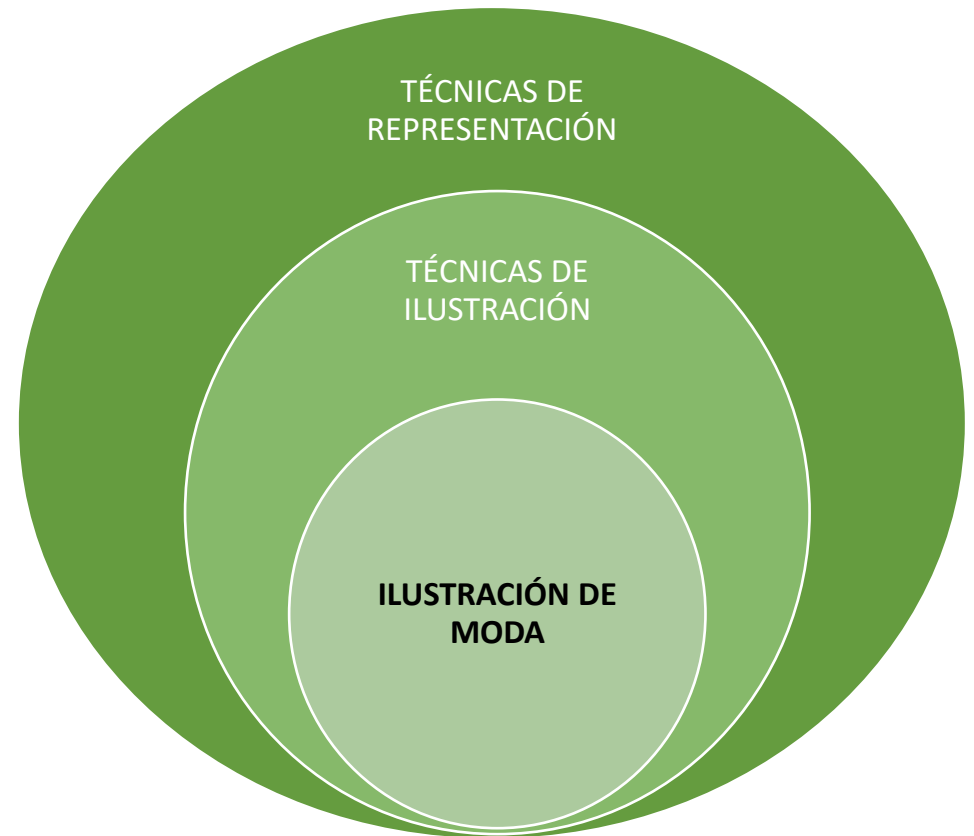 TÉCNICAS DE
REPRESENTACIÓN
TÉCNICAS DE
ILUSTRACIÓN
ILUSTRACIÓN DE
MODA